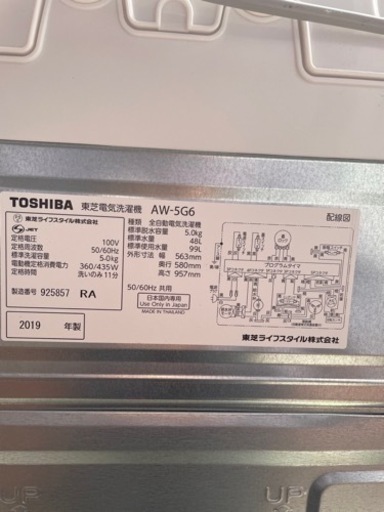 TOSHIBA 東芝電気洗濯機 AW-5G6
配線図
東芝ライフスタイル株式会社
JET
定格電圧 100V
定格周波数 50/60Hz
標準洗濯容量 5.0kg
電動機定格消費電力 360/435W
定格時間 洗いのみ11分
製造番号 925857 RA
種類 全自動電気洗濯機
標準脱水容量 5.0kg
標準水量 48L
標準使用水量 99L
外形寸法 幅 563mm
奥行 580mm
高さ 957mm
50/60Hz 共用
日本国内専用
Use Only in Japan
MADE IN THAILAND
プログラムタイマ
2019 年製
東芝ライフスタイル株式会社
UP
UP